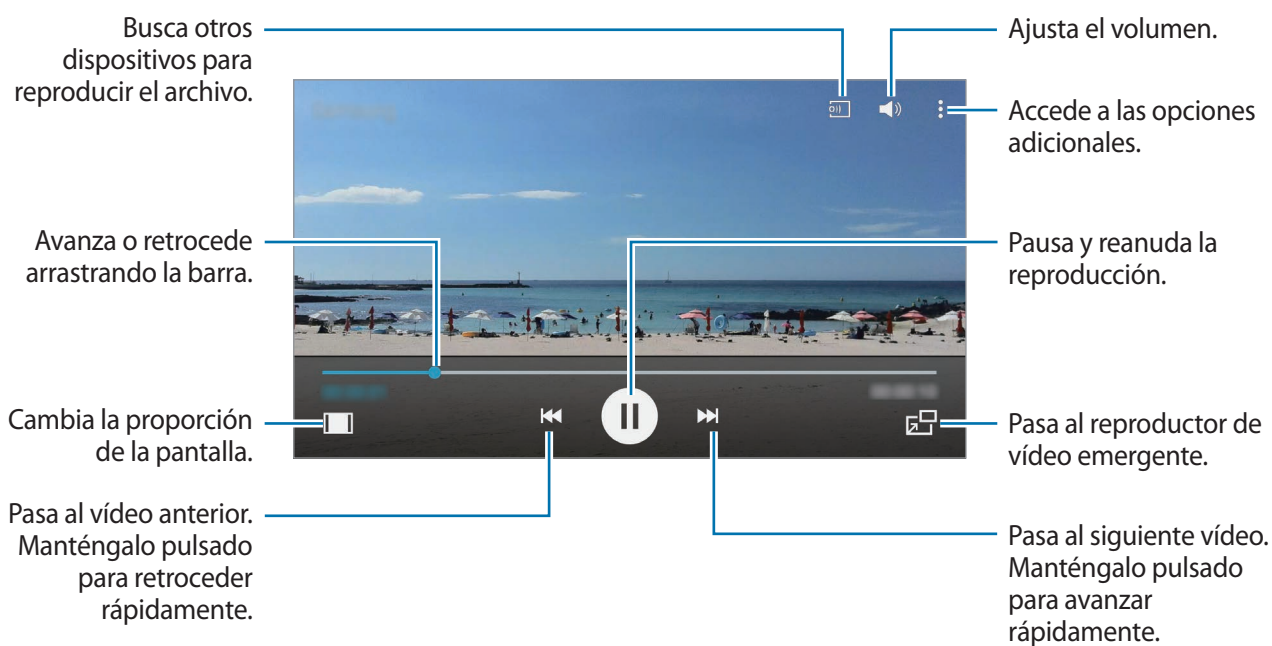 Busca otros
dispositivos para
reproducir el archivo.
Ajusta el volumen.
Accede a las opciones
adicionales.
Avanza o retrocede
arrastrando la barra.
Pausa y reanuda la
reproducción.
Cambia la proporción
de la pantalla.
Pasa al reproductor de
vídeo emergente.
Pasa al vídeo anterior.
Manténgalo pulsado
para retroceder
rápidamente.
Pasa al siguiente vídeo.
Manténgalo pulsado
para avanzar
rápidamente.